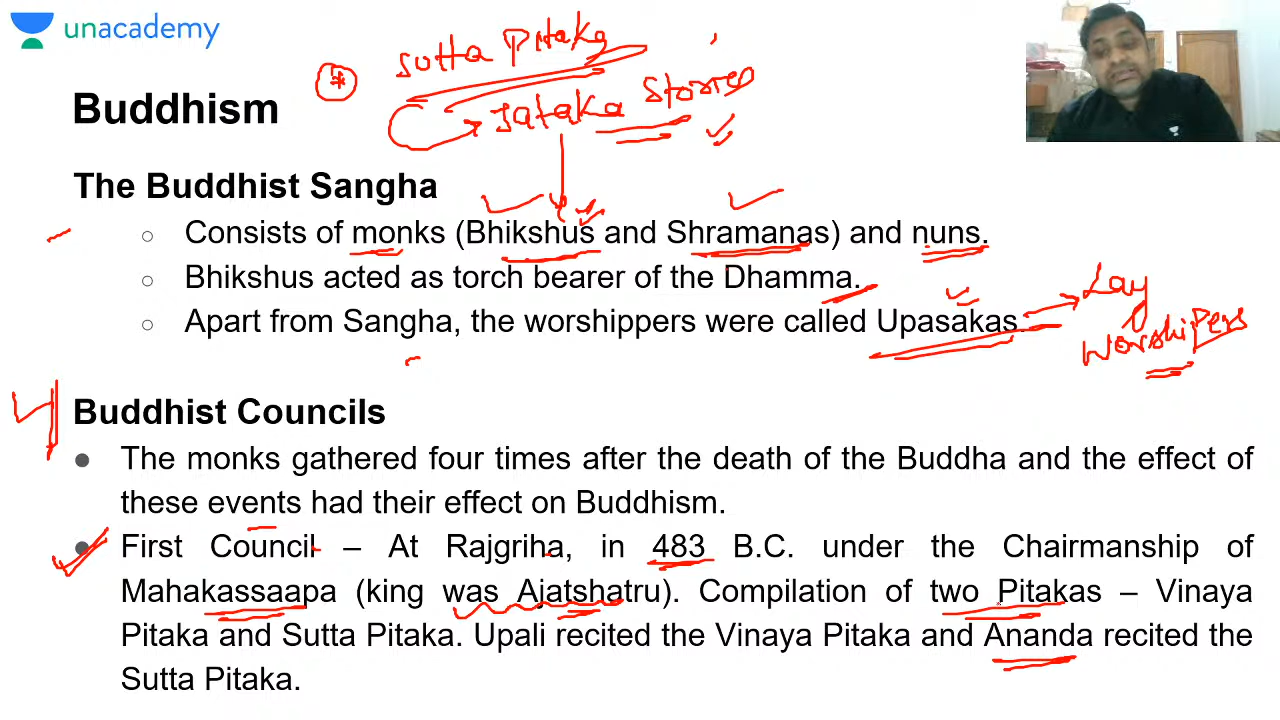 unacademy
* Sutta Pitaka
Buddhism
Jataka Stories
The Buddhist Sangha
○ Consists of monks (Bhikshus and Shramanas) and nuns.
○ Bhikshus acted as torch bearer of the Dhamma.
○ Apart from Sangha, the worshippers were called Upasakas.
Lay
Worshipers
4 Buddhist Councils
● The monks gathered four times after the death of the Buddha and the effect of
these events had their effect on Buddhism.
● First Council – At Rajgriha, in 483 B.C. under the Chairmanship of
Mahakassaapa (king was Ajatshatru). Compilation of two Pitakas – Vinaya
Pitaka and Sutta Pitaka. Upali recited the Vinaya Pitaka and Ananda recited the
Sutta Pitaka.